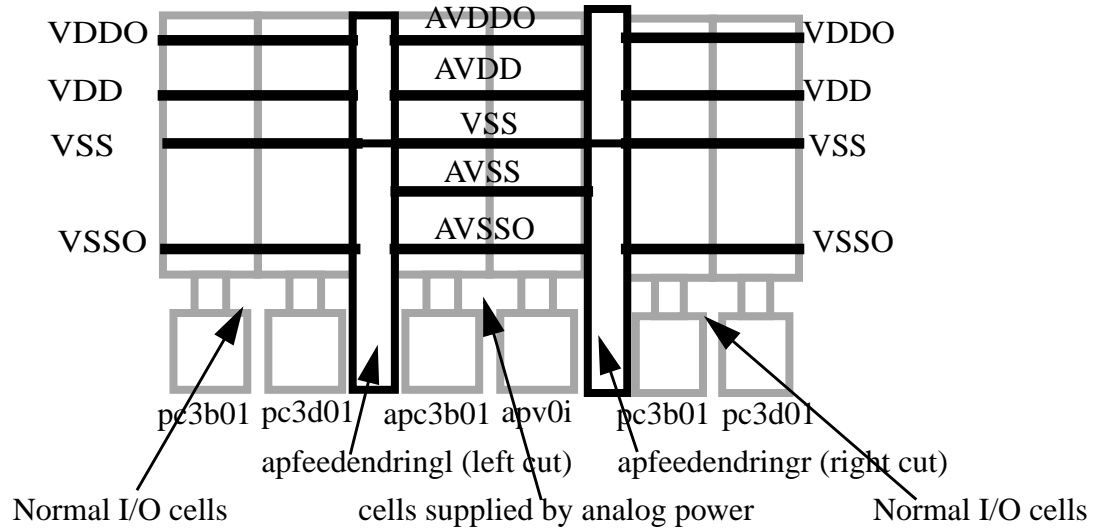 VDDO AVDDO VDDO
VDD AVDD VDD
VSS VSS VSS
AVSS
VSSO AVSSO VSSO
pc3b01 pc3d01 apc3b01 apv0i pc3b01 pc3d01
apfeedendringl (left cut) apfeedendringr (right cut)
Normal I/O cells cells supplied by analog power Normal I/O cells